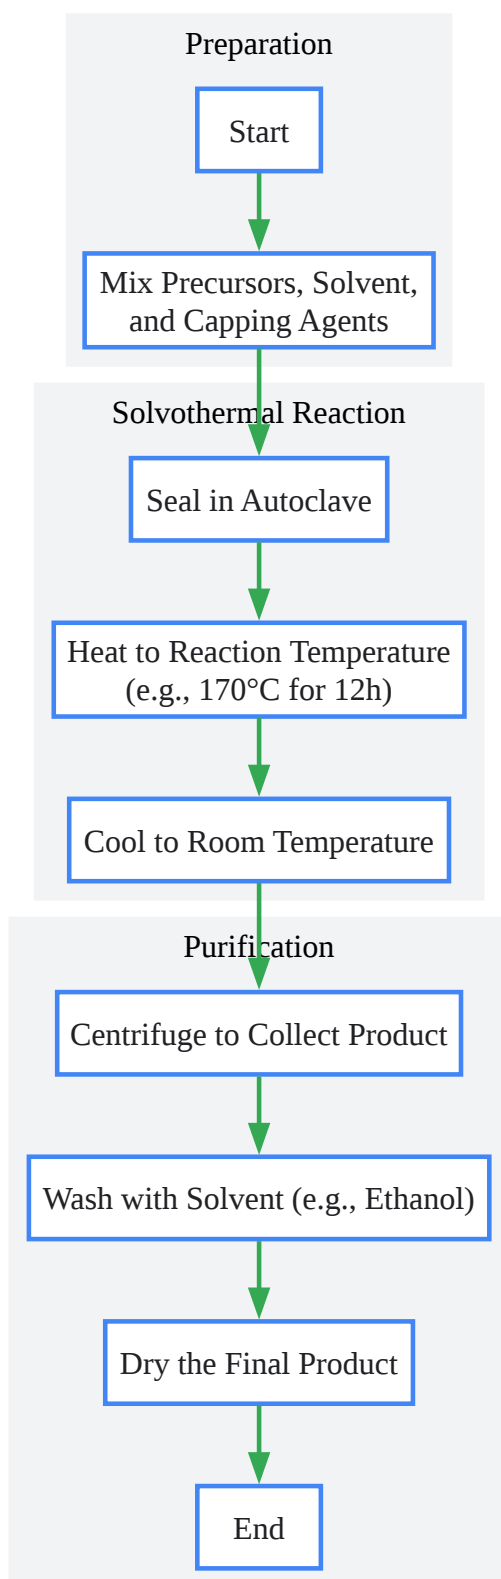 Preparation
Start
Mix Precursors, Solvent,
and Capping Agents
Solvothermal Reaction
Seal in Autoclave
Heat to Reaction Temperature
(e.g., 170°C for 12h)
Cool to Room Temperature
Purification
Centrifuge to Collect Product
Wash with Solvent (e.g., Ethanol)
Dry the Final Product
End